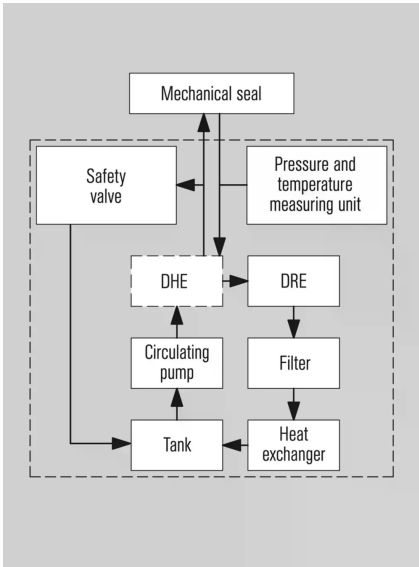 Mechanical seal
Safety
valve
Pressure and
temperature
measuring unit
DHE
DRE
Circulating
pump
Filter
Tank
Heat
exchanger